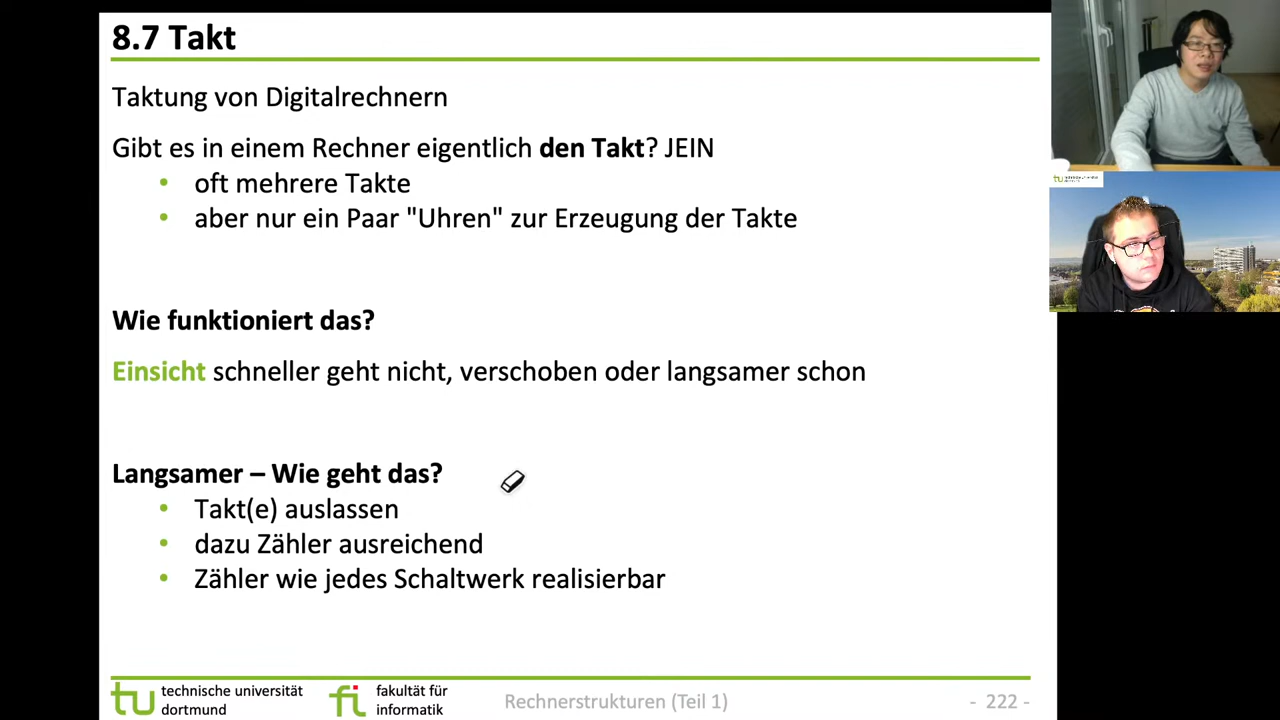 8.7 Takt
Taktung von Digitalrechnern
Gibt es in einem Rechner eigentlich den Takt? JEIN
• oft mehrere Takte
• aber nur ein Paar "Uhren" zur Erzeugung der Takte
Wie funktioniert das?
Einsicht schneller geht nicht, verschoben oder langsamer schon
Langsamer – Wie geht das?
• Takt(e) auslassen
• dazu Zähler ausreichend
• Zähler wie jedes Schaltwerk realisierbar
tu technische universität
dortmund
fi fakultät für
informatik
Rechnerstrukturen (Teil 1)
- 222 -
tu